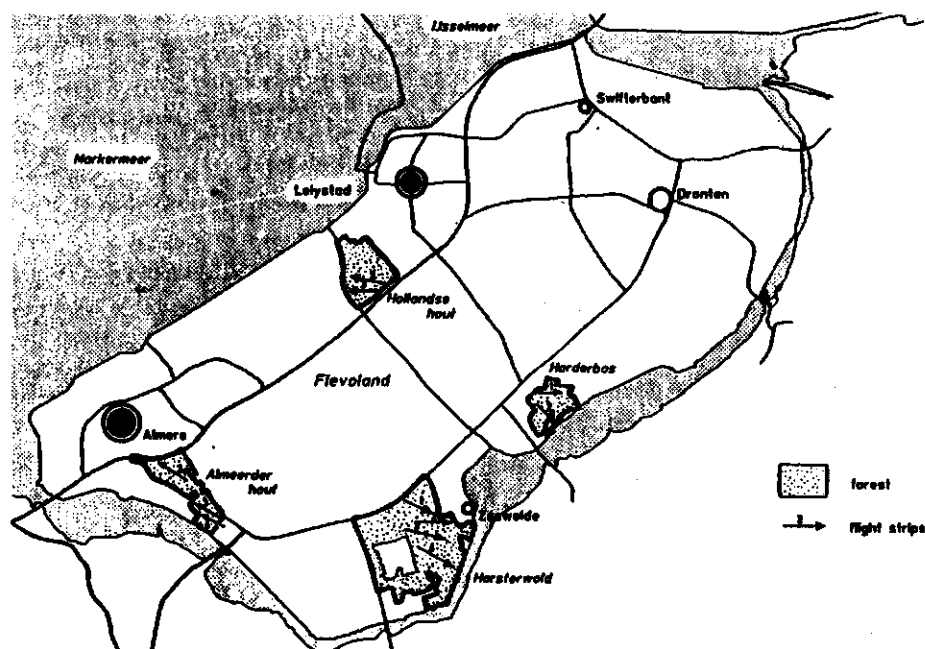 IJsselmeer
Swifterbant
Markermeer
Lelystad
Dronten
Hollandse
hout
Flevoland
Harderbos
Almere
Almeerder
hout
forest
Zeewolde
flight strips
Horsterwold